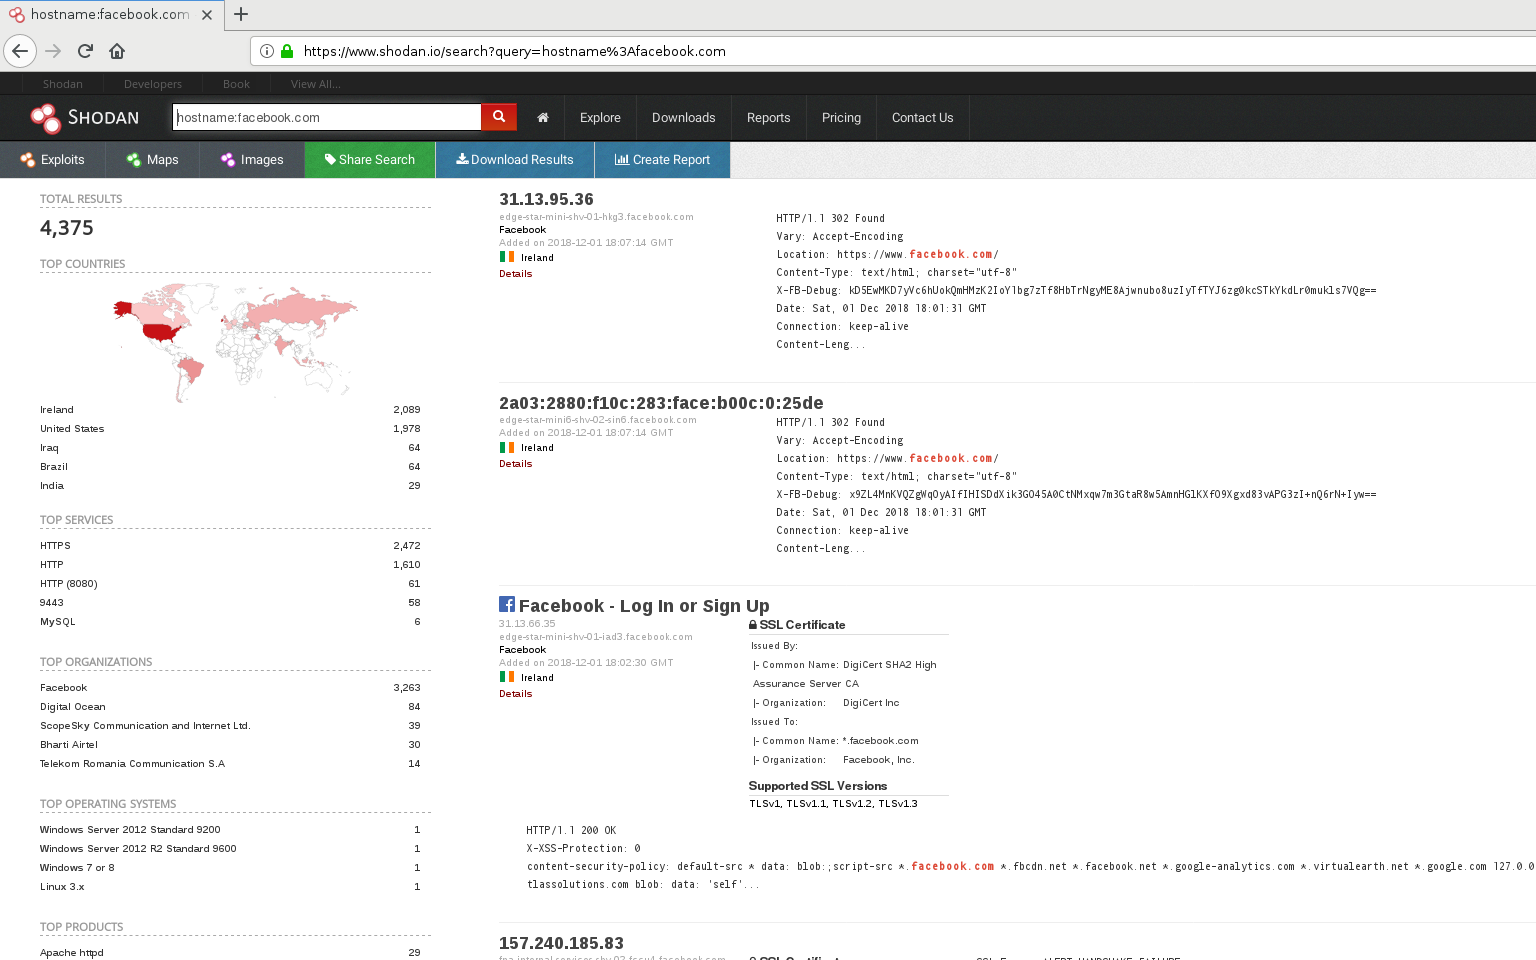 hostname:facebook.com
https://www.shodan.io/search?query=hostname%3Afacebook.com
Shodan Developers Book View All...
SHODAN hostname:facebook.com Explore Downloads Reports Pricing Contact Us
Exploits Maps Images Share Search Download Results Create Report
TOTAL RESULTS
4,375
TOP COUNTRIES
Ireland 2,089
United States 1,978
Iraq 64
Brazil 64
India 29
TOP SERVICES
HTTPS 2,472
HTTP 1,610
HTTP (8080) 61
9443 58
MySQL 6
TOP ORGANIZATIONS
Facebook 3,263
Digital Ocean 84
ScopeSky Communication and Internet Ltd. 39
Bharti Airtel 30
Telekom Romania Communication S.A 14
TOP OPERATING SYSTEMS
Windows Server 2012 Standard 9200 1
Windows Server 2012 R2 Standard 9600 1
Windows 7 or 8 1
Linux 3.x 1
TOP PRODUCTS
Apache httpd 29
31.13.95.36
edge-star-mini-shv-01-hkg3.facebook.com
Facebook
Added on 2018-12-01 18:07:14 GMT
Ireland
Details
HTTP/1.1 302 Found
Vary: Accept-Encoding
Location: https://www.facebook.com/
Content-Type: text/html; charset="utf-8"
X-FB-Debug: kD5EwMKD7yVc6hUokQmHMzK2IoY1bg7zTf8HbTrNgyME8Ajwnubo8uzIyTfTYJ6zg0kcSTkYkdLr0mukls7VQg==
Date: Sat, 01 Dec 2018 18:01:31 GMT
Connection: keep-alive
Content-Leng...
2a03:2880:f10c:283:face:b00c:0:25de
edge-star-mini6-shv-02-sin6.facebook.com
Added on 2018-12-01 18:07:14 GMT
Ireland
Details
HTTP/1.1 302 Found
Vary: Accept-Encoding
Location: https://www.facebook.com/
Content-Type: text/html; charset="utf-8"
X-FB-Debug: x9ZL4MnKVQZgWqOyAIfIHISDdXik3GO45A0CtNMxqw7m3GtaR8w5AmnHGlKXfO9Xgxd83vAPG3zI+nQ6rN+Iyw==
Date: Sat, 01 Dec 2018 18:01:31 GMT
Connection: keep-alive
Content-Leng...
Facebook - Log In or Sign Up
31.13.66.35
edge-star-mini-shv-01-iad3.facebook.com
Facebook
Added on 2018-12-01 18:02:30 GMT
Ireland
Details
SSL Certificate
Issued By:
|- Common Name: DigiCert SHA2 High
Assurance Server CA
|- Organization: DigiCert Inc
Issued To:
|- Common Name: *.facebook.com
|- Organization: Facebook, Inc.
Supported SSL Versions
TLSv1, TLSv1.1, TLSv1.2, TLSv1.3
HTTP/1.1 200 OK
X-XSS-Protection: 0
content-security-policy: default-src * data: blob:;script-src *.facebook.com *.fbcdn.net *.facebook.net *.google-analytics.com *.virtualearth.net *.google.com 127.0.0
tlassolutions.com blob: data: 'self'...
157.240.185.83